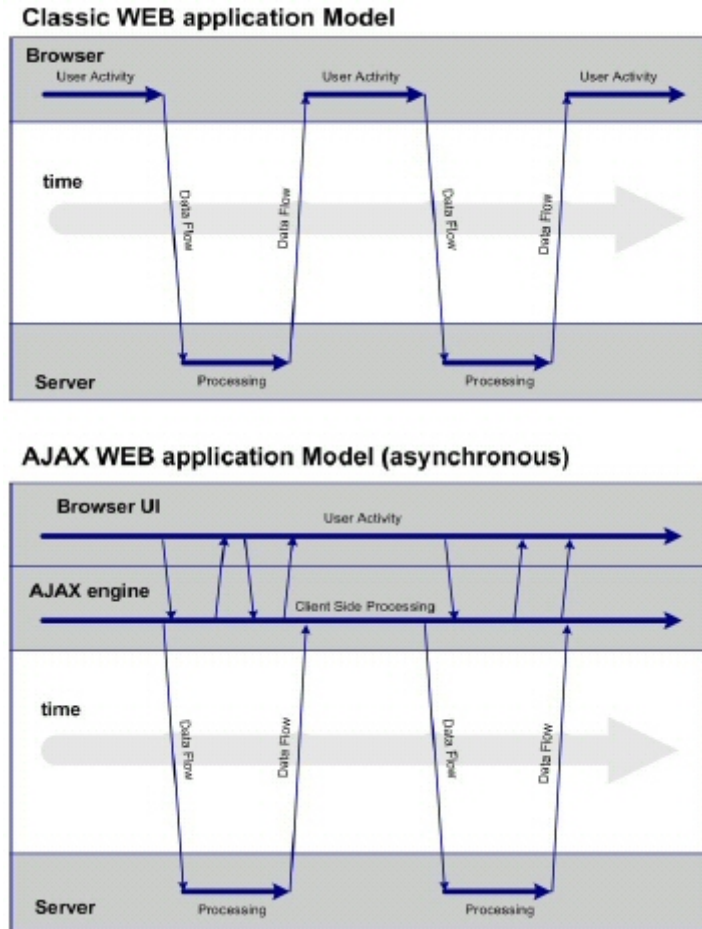 Classic WEB application Model
Browser
User Activity
User Activity
User Activity
time
Data Flow
Data Flow
Data Flow
Data Flow
Server
Processing
Processing
AJAX WEB application Model (asynchronous)
Browser UI
User Activity
AJAX engine
Client Side Processing
time
Data Flow
Data Flow
Data Flow
Data Flow
Server
Processing
Processing